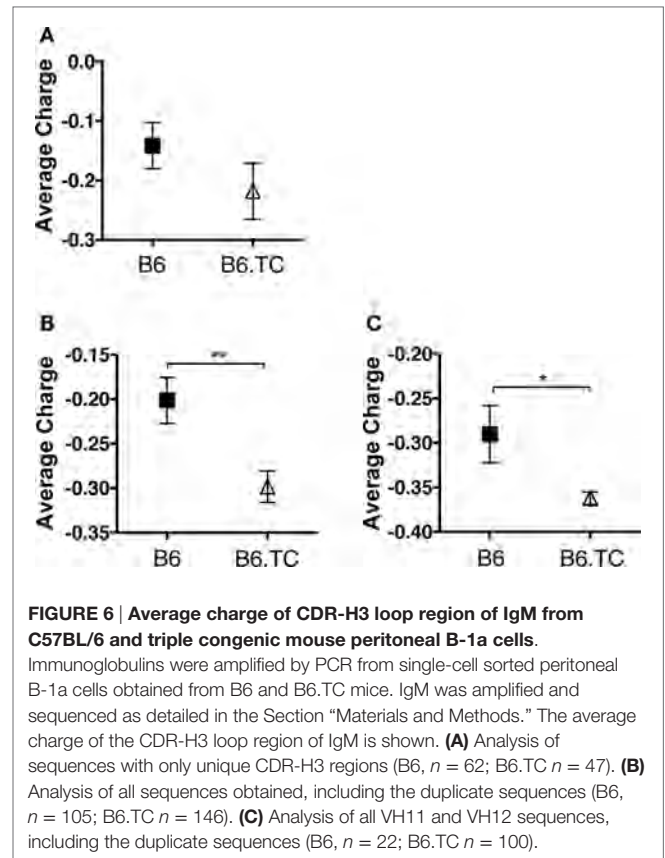 A
0.0
-0.1
-0.2
-0.3
Average Charge
B6
B6.TC
B
-0.15
-0.20
-0.25
-0.30
-0.35
Average Charge
**
B6
B6.TC
C
-0.20
-0.25
-0.30
-0.35
-0.40
Average Charge
*
B6
B6.TC
FIGURE 6 | Average charge of CDR-H3 loop region of IgM from
C57BL/6 and triple congenic mouse peritoneal B-1a cells.
Immunoglobulins were amplified by PCR from single-cell sorted peritoneal
B-1a cells obtained from B6 and B6.TC mice. IgM was amplified and
sequenced as detailed in the Section “Materials and Methods.” The average
charge of the CDR-H3 loop region of IgM is shown. (A) Analysis of
sequences with only unique CDR-H3 regions (B6, n = 62; B6.TC n = 47). (B)
Analysis of all sequences obtained, including the duplicate sequences (B6,
n = 105; B6.TC n = 146). (C) Analysis of all VH11 and VH12 sequences,
including the duplicate sequences (B6, n = 22; B6.TC n = 100).